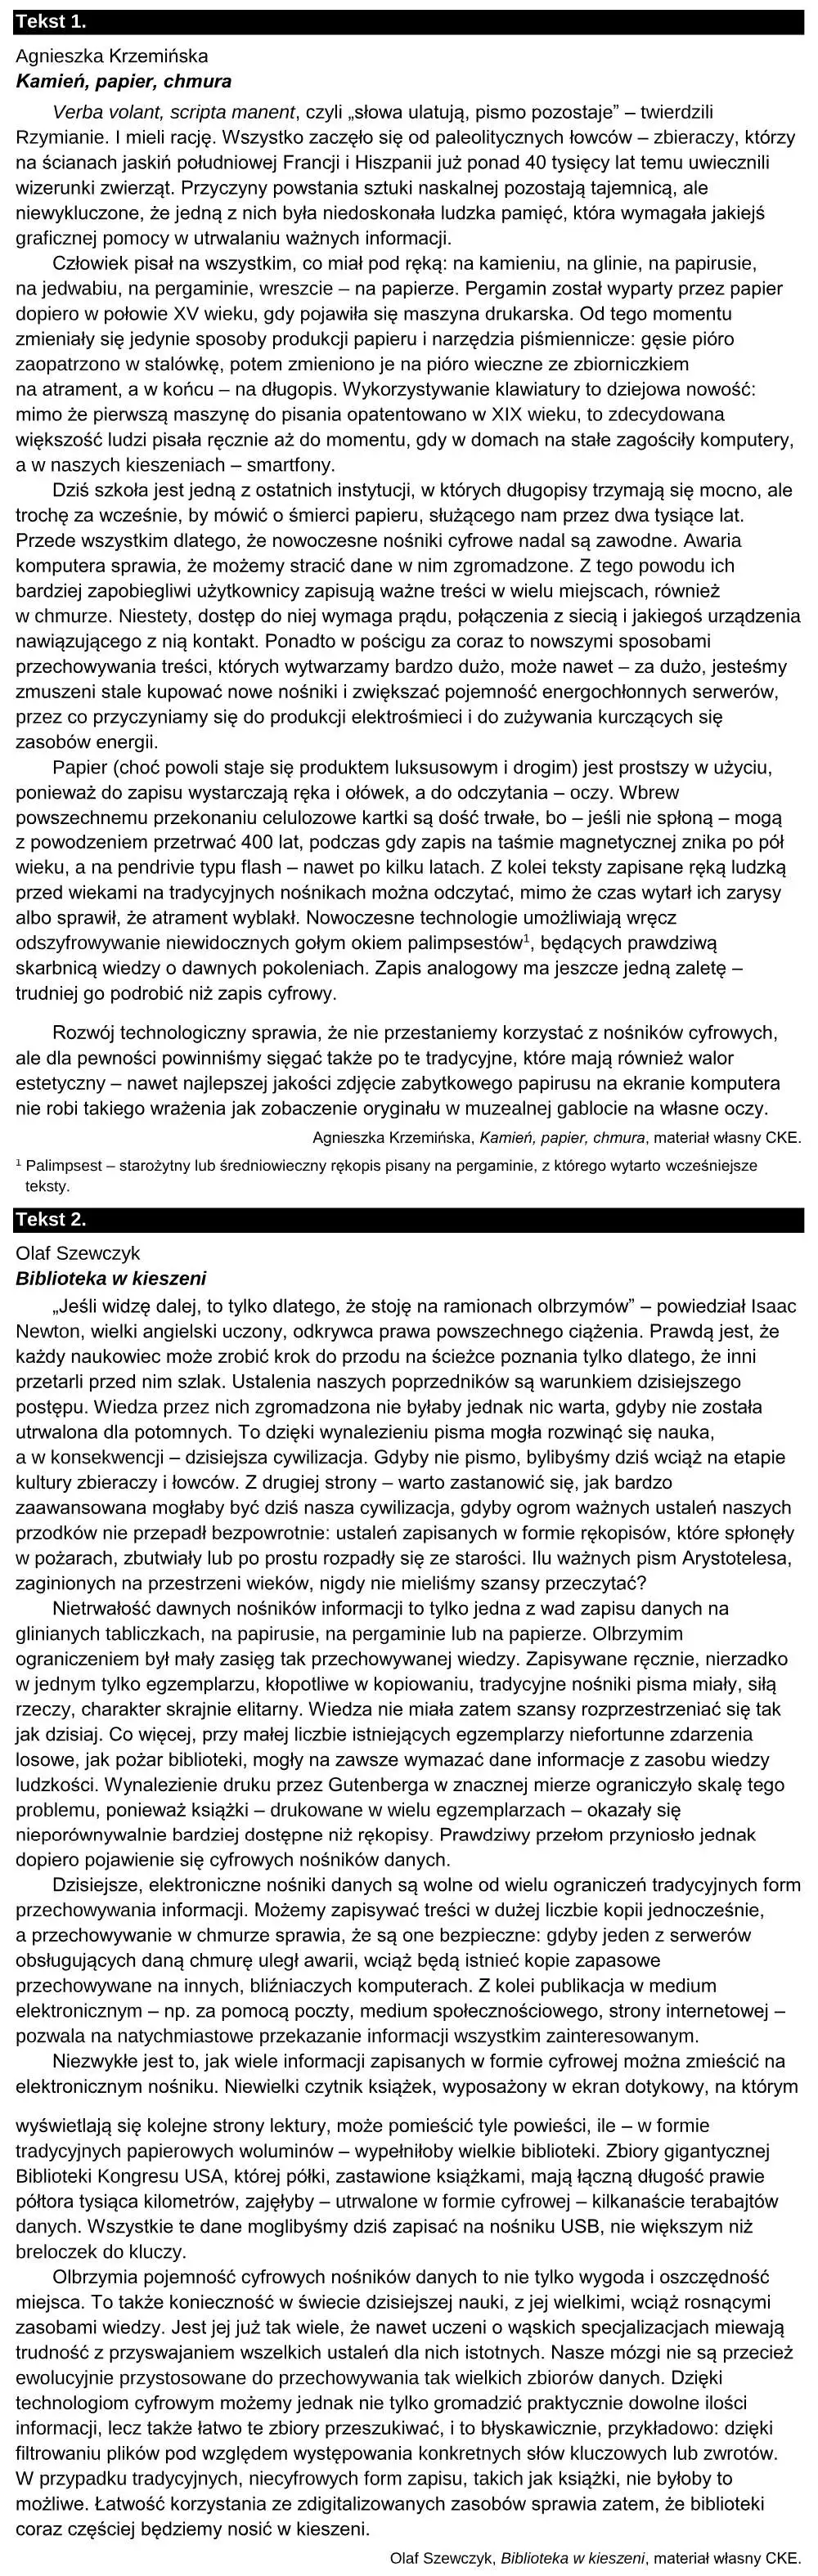 Tekst 1.
Agnieszka Krzemińska
Kamień, papier, chmura
Verba volant, scripta manent, czyli „słowa ulatują, pismo pozostaje” – twierdzili
Rzymianie. I mieli rację. Wszystko zaczęło się od paleolitycznych łowców – zbieraczy, którzy
na ścianach jaskiń południowej Francji i Hiszpanii już ponad 40 tysięcy lat temu uwiecznili
wizerunki zwierząt. Przyczyny powstania sztuki naskalnej pozostają tajemnicą, ale
niewykluczone, że jedną z nich była niedoskonała ludzka pamięć, która wymagała jakiejś
graficznej pomocy w utrwalaniu ważnych informacji.
Człowiek pisał na wszystkim, co miał pod ręką: na kamieniu, na glinie, na papirusie,
na jedwabiu, na pergaminie, wreszcie – na papierze. Pergamin został wyparty przez papier
dopiero w połowie XV wieku, gdy pojawiła się maszyna drukarska. Od tego momentu
zmieniały się jedynie sposoby produkcji papieru i narzędzia piśmiennicze: gęsie pióro
zaopatrzono w stalówkę, potem zmieniono je na pióro wieczne ze zbiorniczkiem
na atrament, a w końcu – na długopis. Wykorzystywanie klawiatury to dziejowa nowość:
mimo że pierwszą maszynę do pisania opatentowano w XIX wieku, to zdecydowana
większość ludzi pisała ręcznie aż do momentu, gdy w domach na stałe zagościły komputery,
a w naszych kieszeniach – smartfony.
Dziś szkoła jest jedną z ostatnich instytucji, w których długopisy trzymają się mocno, ale
trochę za wcześnie, by mówić o śmierci papieru, służącego nam przez dwa tysiące lat.
Przede wszystkim dlatego, że nowoczesne nośniki cyfrowe nadal są zawodne. Awaria
komputera sprawia, że możemy stracić dane w nim zgromadzone. Z tego powodu ich
bardziej zapobiegliwi użytkownicy zapisują ważne treści w wielu miejscach, również
w chmurze. Niestety, dostęp do niej wymaga prądu, połączenia z siecią i jakiegoś urządzenia
nawiązującego z nią kontakt. Ponadto w pościgu za coraz to nowszymi sposobami
przechowywania treści, których wytwarzamy bardzo dużo, może nawet – za dużo, jesteśmy
zmuszeni stale kupować nowe nośniki i zwiększać pojemność energochłonnych serwerów,
przez co przyczyniamy się do produkcji elektrośmieci i do zużywania kurczących się
zasobów energii.
Papier (choć powoli staje się produktem luksusowym i drogim) jest prostszy w użyciu,
ponieważ do zapisu wystarczają ręka i ołówek, a do odczytania – oczy. Wbrew
powszechnemu przekonaniu celulozowe kartki są dość trwałe, bo – jeśli nie spłoną – mogą
z powodzeniem przetrwać 400 lat, podczas gdy zapis na taśmie magnetycznej znika po pół
wieku, a na pendrivie typu flash – nawet po kilku latach. Z kolei teksty zapisane ręką ludzką
przed wiekami na tradycyjnych nośnikach można odczytać, mimo że czas wytarł ich zarysy
albo sprawił, że atrament wyblakł. Nowoczesne technologie umożliwiają wręcz
odszyfrowywanie niewidocznych gołym okiem palimpsestów¹, będących prawdziwą
skarbnicą wiedzy o dawnych pokoleniach. Zapis analogowy ma jeszcze jedną zaletę –
trudniej go podrobić niż zapis cyfrowy.
Rozwój technologiczny sprawia, że nie przestaniemy korzystać z nośników cyfrowych,
ale dla pewności powinniśmy sięgać także po te tradycyjne, które mają również walor
estetyczny – nawet najlepszej jakości zdjęcie zabytkowego papirusu na ekranie komputera
nie robi takiego wrażenia jak zobaczenie oryginału w muzealnej gablocie na własne oczy.
Agnieszka Krzemińska, Kamień, papier, chmura, materiał własny CKE.
¹ Palimpsest – starożytny lub średniowieczny rękopis pisany na pergaminie, z którego wytarto wcześniejsze
teksty.
Tekst 2.
Olaf Szewczyk
Biblioteka w kieszeni
„Jeśli widzę dalej, to tylko dlatego, że stoję na ramionach olbrzymów” – powiedział Isaac
Newton, wielki angielski uczony, odkrywca prawa powszechnego ciążenia. Prawdą jest, że
każdy naukowiec może zrobić krok do przodu na ścieżce poznania tylko dlatego, że inni
przetarli przed nim szlak. Ustalenia naszych poprzedników są warunkiem dzisiejszego
postępu. Wiedza przez nich zgromadzona nie byłaby jednak nic warta, gdyby nie została
utrwalona dla potomnych. To dzięki wynalezieniu pisma mogła rozwinąć się nauka,
a w konsekwencji – dzisiejsza cywilizacja. Gdyby nie pismo, bylibyśmy dziś wciąż na etapie
kultury zbieraczy i łowców. Z drugiej strony – warto zastanowić się, jak bardzo
zaawansowana mogłaby być dziś nasza cywilizacja, gdyby ogrom ważnych ustaleń naszych
przodków nie przepadł bezpowrotnie: ustaleń zapisanych w formie rękopisów, które spłonęły
w pożarach, zbutwiały lub po prostu rozpadły się ze starości. Ilu ważnych pism Arystotelesa,
zaginionych na przestrzeni wieków, nigdy nie mieliśmy szansy przeczytać?
Nietrwałość dawnych nośników informacji to tylko jedna z wad zapisu danych na
glinianych tabliczkach, na papirusie, na pergaminie lub na papierze. Olbrzymim
ograniczeniem był mały zasięg tak przechowywanej wiedzy. Zapisywane ręcznie, nierzadko
w jednym tylko egzemplarzu, kłopotliwe w kopiowaniu, tradycyjne nośniki pisma miały, siłą
rzeczy, charakter skrajnie elitarny. Wiedza nie miała zatem szansy rozprzestrzeniać się tak
jak dzisiaj. Co więcej, przy małej liczbie istniejących egzemplarzy niefortunne zdarzenia
losowe, jak pożar biblioteki, mogły na zawsze wymazać dane informacje z zasobu wiedzy
ludzkości. Wynalezienie druku przez Gutenberga w znacznej mierze ograniczyło skalę tego
problemu, ponieważ książki – drukowane w wielu egzemplarzach – okazały się
nieporównywalnie bardziej dostępne niż rękopisy. Prawdziwy przełom przyniosło jednak
dopiero pojawienie się cyfrowych nośników danych.
Dzisiejsze, elektroniczne nośniki danych są wolne od wielu ograniczeń tradycyjnych form
przechowywania informacji. Możemy zapisywać treści w dużej liczbie kopii jednocześnie,
a przechowywanie w chmurze sprawia, że są one bezpieczne: gdyby jeden z serwerów
obsługujących daną chmurę uległ awarii, wciąż będą istnieć kopie zapasowe
przechowywane na innych, bliźniaczych komputerach. Z kolei publikacja w medium
elektronicznym – np. za pomocą poczty, medium społecznościowego, strony internetowej –
pozwala na natychmiastowe przekazanie informacji wszystkim zainteresowanym.
Niezwykłe jest to, jak wiele informacji zapisanych w formie cyfrowej można zmieścić na
elektronicznym nośniku. Niewielki czytnik książek, wyposażony w ekran dotykowy, na którym
wyświetlają się kolejne strony lektury, może pomieścić tyle powieści, ile – w formie
tradycyjnych papierowych woluminów – wypełniłoby wielkie biblioteki. Zbiory gigantycznej
Biblioteki Kongresu USA, której półki, zastawione książkami, mają łączną długość prawie
półtora tysiąca kilometrów, zajęłyby – utrwalone w formie cyfrowej – kilkanaście terabajtów
danych. Wszystkie te dane moglibyśmy dziś zapisać na nośniku USB, nie większym niż
breloczek do kluczy.
Olbrzymia pojemność cyfrowych nośników danych to nie tylko wygoda i oszczędność
miejsca. To także konieczność w świecie dzisiejszej nauki, z jej wielkimi, wciąż rosnącymi
zasobami wiedzy. Jest jej już tak wiele, że nawet uczeni o wąskich specjalizacjach miewają
trudność z przyswajaniem wszelkich ustaleń dla nich istotnych. Nasze mózgi nie są przecież
ewolucyjnie przystosowane do przechowywania tak wielkich zbiorów danych. Dzięki
technologiom cyfrowym możemy jednak nie tylko gromadzić praktycznie dowolne ilości
informacji, lecz także łatwo te zbiory przeszukiwać, i to błyskawicznie, przykładowo: dzięki
filtrowaniu plików pod względem występowania konkretnych słów kluczowych lub zwrotów.
W przypadku tradycyjnych, niecyfrowych form zapisu, takich jak książki, nie byłoby to
możliwe. Łatwość korzystania ze zdigitalizowanych zasobów sprawia zatem, że biblioteki
coraz częściej będziemy nosić w kieszeni.
Olaf Szewczyk, Biblioteka w kieszeni, materiał własny CKE.